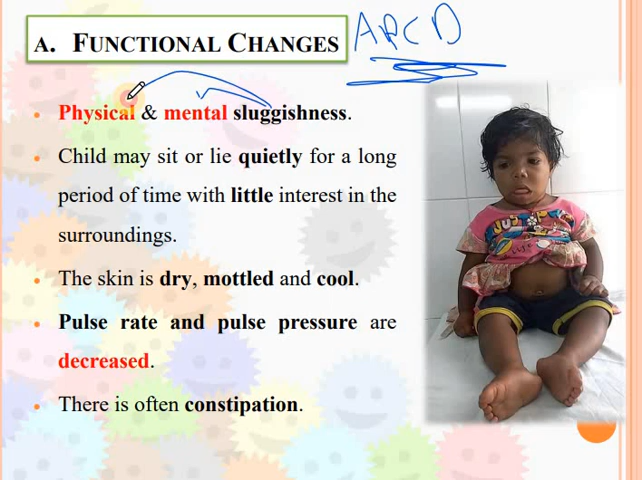 A. FUNCTIONAL CHANGES ABCD
• Physical & mental sluggishness.
• Child may sit or lie quietly for a long
period of time with little interest in the
surroundings.
• The skin is dry, mottled and cool.
• Pulse rate and pulse pressure are
decreased.
• There is often constipation.